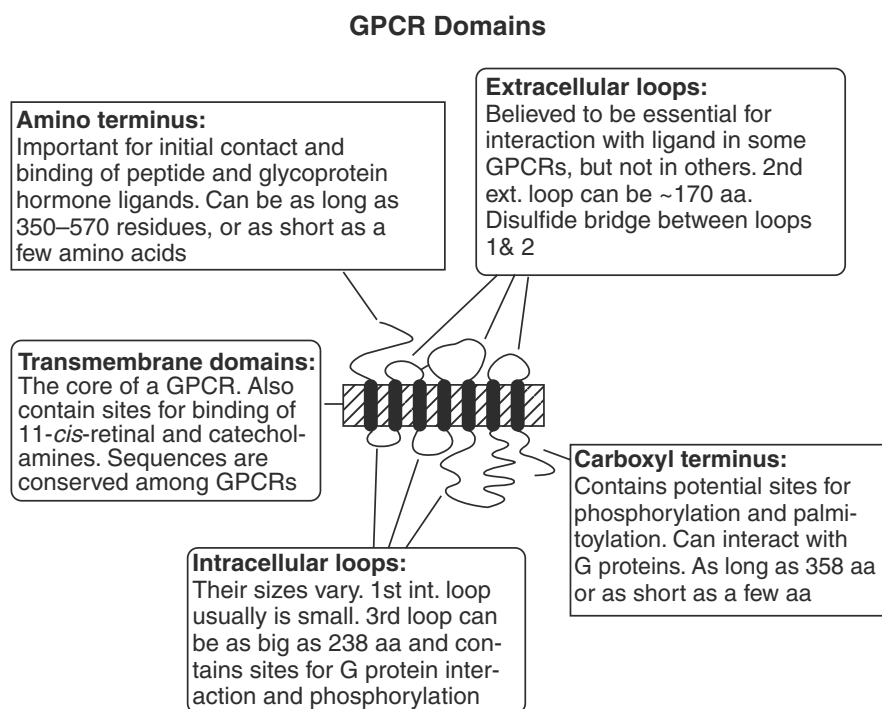 GPCR Domains
Amino terminus:
Important for initial contact and
binding of peptide and glycoprotein
hormone ligands. Can be as long as
350–570 residues, or as short as a
few amino acids
Extracellular loops:
Believed to be essential for
interaction with ligand in some
GPCRs, but not in others. 2nd
ext. loop can be ~170 aa.
Disulfide bridge between loops
1& 2
Transmembrane domains:
The core of a GPCR. Also
contain sites for binding of
11-cis-retinal and catechol-
amines. Sequences are
conserved among GPCRs
Carboxyl terminus:
Contains potential sites for
phosphorylation and palmi-
toylation. Can interact with
G proteins. As long as 358 aa
or as short as a few aa
Intracellular loops:
Their sizes vary. 1st int. loop
usually is small. 3rd loop can
be as big as 238 aa and con-
tains sites for G protein inter-
action and phosphorylation